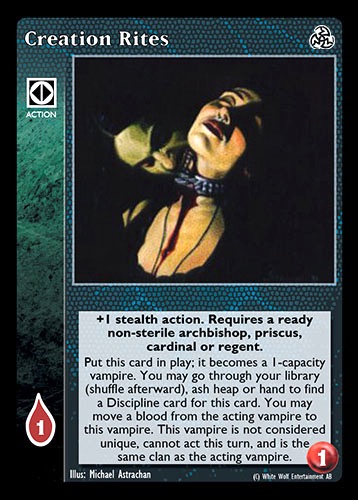 Creation Rites
ACTION
+1 stealth action. Requires a ready
non-sterile archbishop, priscus,
cardinal or regent.
Put this card in play; it becomes a 1-capacity
vampire. You may go through your library
(shuffle afterward), ash heap or hand to
find a Discipline card for this card. You may
move a blood from the acting vampire to
this vampire. This vampire is not considered
unique, cannot act this turn, and is the
same clan as the acting vampire.
1
1
Illus: Michael Astrachan
(C) White Wolf Entertainment AB